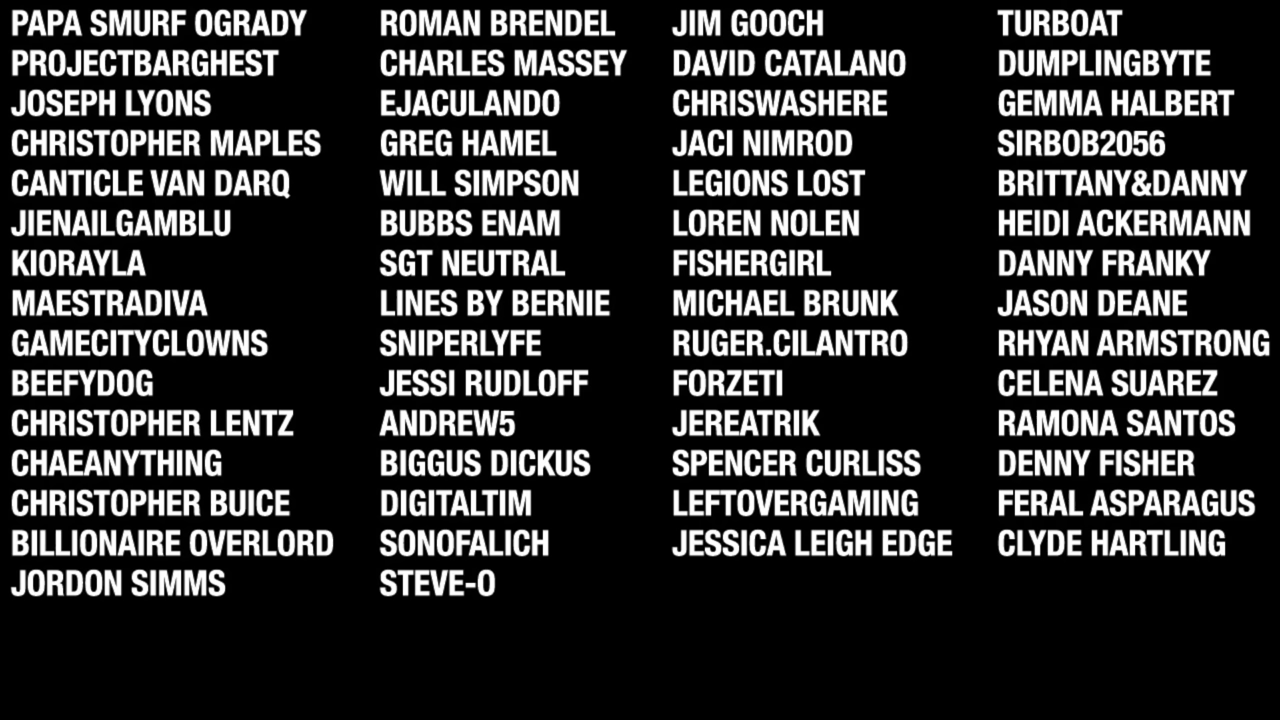 PAPA SMURF OGRADY
PROJECTBARGHEST
JOSEPH LYONS
CHRISTOPHER MAPLES
CANTICLE VAN DARQ
JIENAILGAMBLU
KIORAYLA
MAESTRADIVA
GAMECITYCLOWNS
BEEFYDOG
CHRISTOPHER LENTZ
CHAEANYTHING
CHRISTOPHER BUICE
BILLIONAIRE OVERLORD
JORDON SIMMS
ROMAN BRENDEL
CHARLES MASSEY
EJACULANDO
GREG HAMEL
WILL SIMPSON
BUBBS ENAM
SGT NEUTRAL
LINES BY BERNIE
SNIPERLYFE
JESSI RUDLOFF
ANDREW5
BIGGUS DICKUS
DIGITALTIM
SONOFALICH
STEVE-O
JIM GOOCH
DAVID CATALANO
CHRISWASHERE
JACI NIMROD
LEGIONS LOST
LOREN NOLEN
FISHERGIRL
MICHAEL BRUNK
RUGER.CILANTRO
FORZETI
JEREATRIK
SPENCER CURLISS
LEFTOVERGAMING
JESSICA LEIGH EDGE
TURBOAT
DUMPLINGBYTE
GEMMA HALBERT
SIRBOB2056
BRITTANY&DANNY
HEIDI ACKERMANN
DANNY FRANKY
JASON DEANE
RHYAN ARMSTRONG
CELENA SUAREZ
RAMONA SANTOS
DENNY FISHER
FERAL ASPARAGUS
CLYDE HARTLING